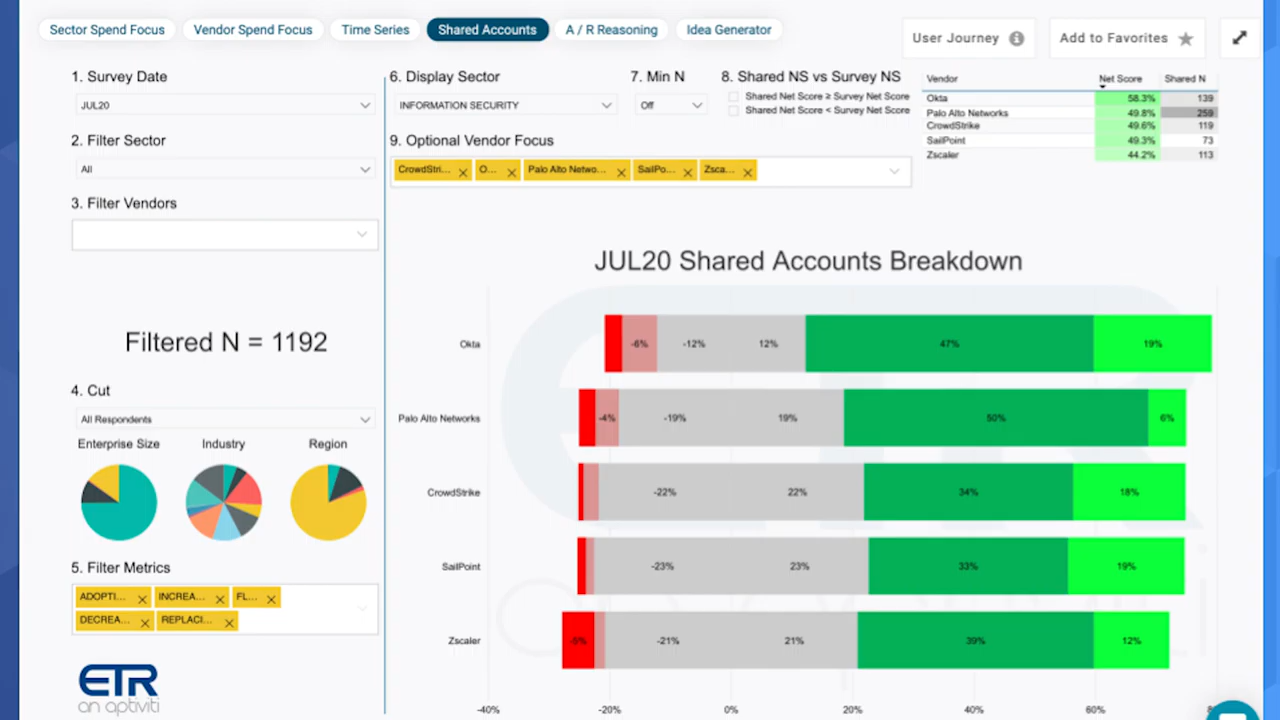 Sector Spend Focus Vendor Spend Focus Time Series Shared Accounts A / R Reasoning Idea Generator
User Journey Add to Favorites
1. Survey Date
JUL20
2. Filter Sector
All
3. Filter Vendors
Filtered N = 1192
4. Cut
All Respondents
Enterprise Size Industry Region
5. Filter Metrics
ADOPTI... INCREA... FL...
DECREA... REPLACI...
ETR
an aptiviti
6. Display Sector
INFORMATION SECURITY
7. Min N
Off
8. Shared NS vs Survey NS
Shared Net Score ≥ Survey Net Score
Shared Net Score < Survey Net Score
9. Optional Vendor Focus
CrowdStri... O... Palo Alto Netwo... SailPo... Zsca...
Vendor Net Score Shared N
Okta 58.3% 139
Palo Alto Networks 49.8% 259
CrowdStrike 49.6% 119
SailPoint 49.3% 73
Zscaler 44.2% 113
JUL20 Shared Accounts Breakdown
Okta -6% -12% 12% 47% 19%
Palo Alto Networks -4% -19% 19% 50% 6%
CrowdStrike -22% 22% 34% 18%
SailPoint -23% 23% 33% 19%
Zscaler -21% 21% 39% 12%
-40% -20% 0% 20% 40% 60%